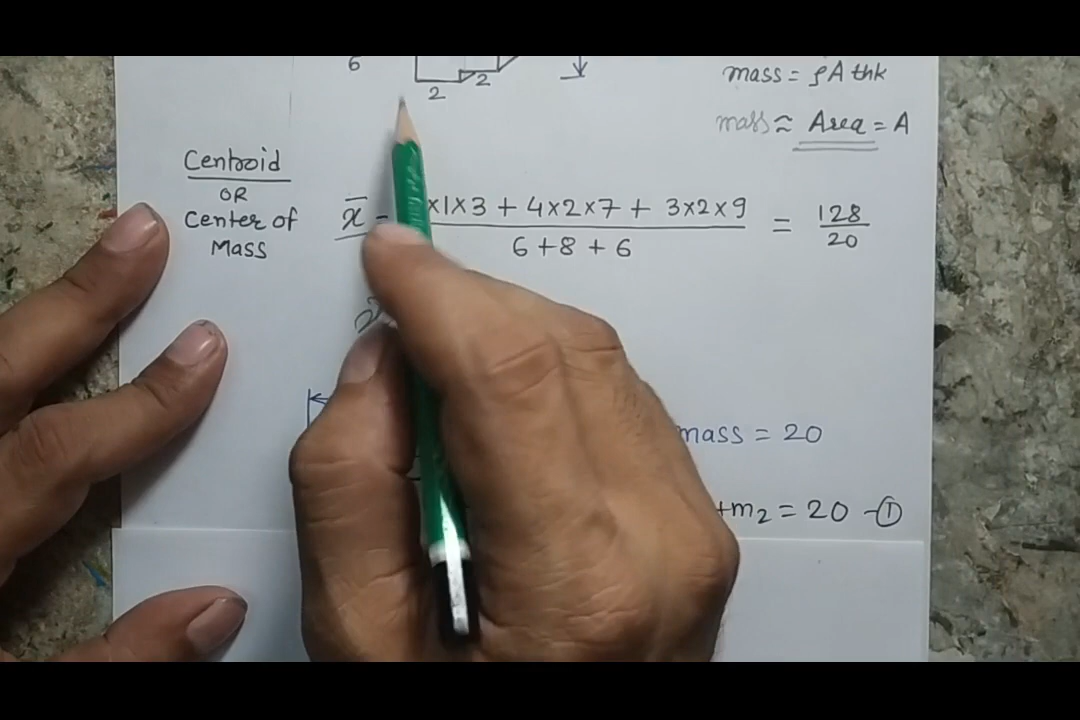 6
2
2
mass = ρA thk
mass ≈ Area = A
Centroid
OR
Center of
Mass
x̄ = ×1×3 + 4×2×7 + 3×2×9 = 128
6 + 8 + 6
20
mass = 20
+m₂ = 20 -①